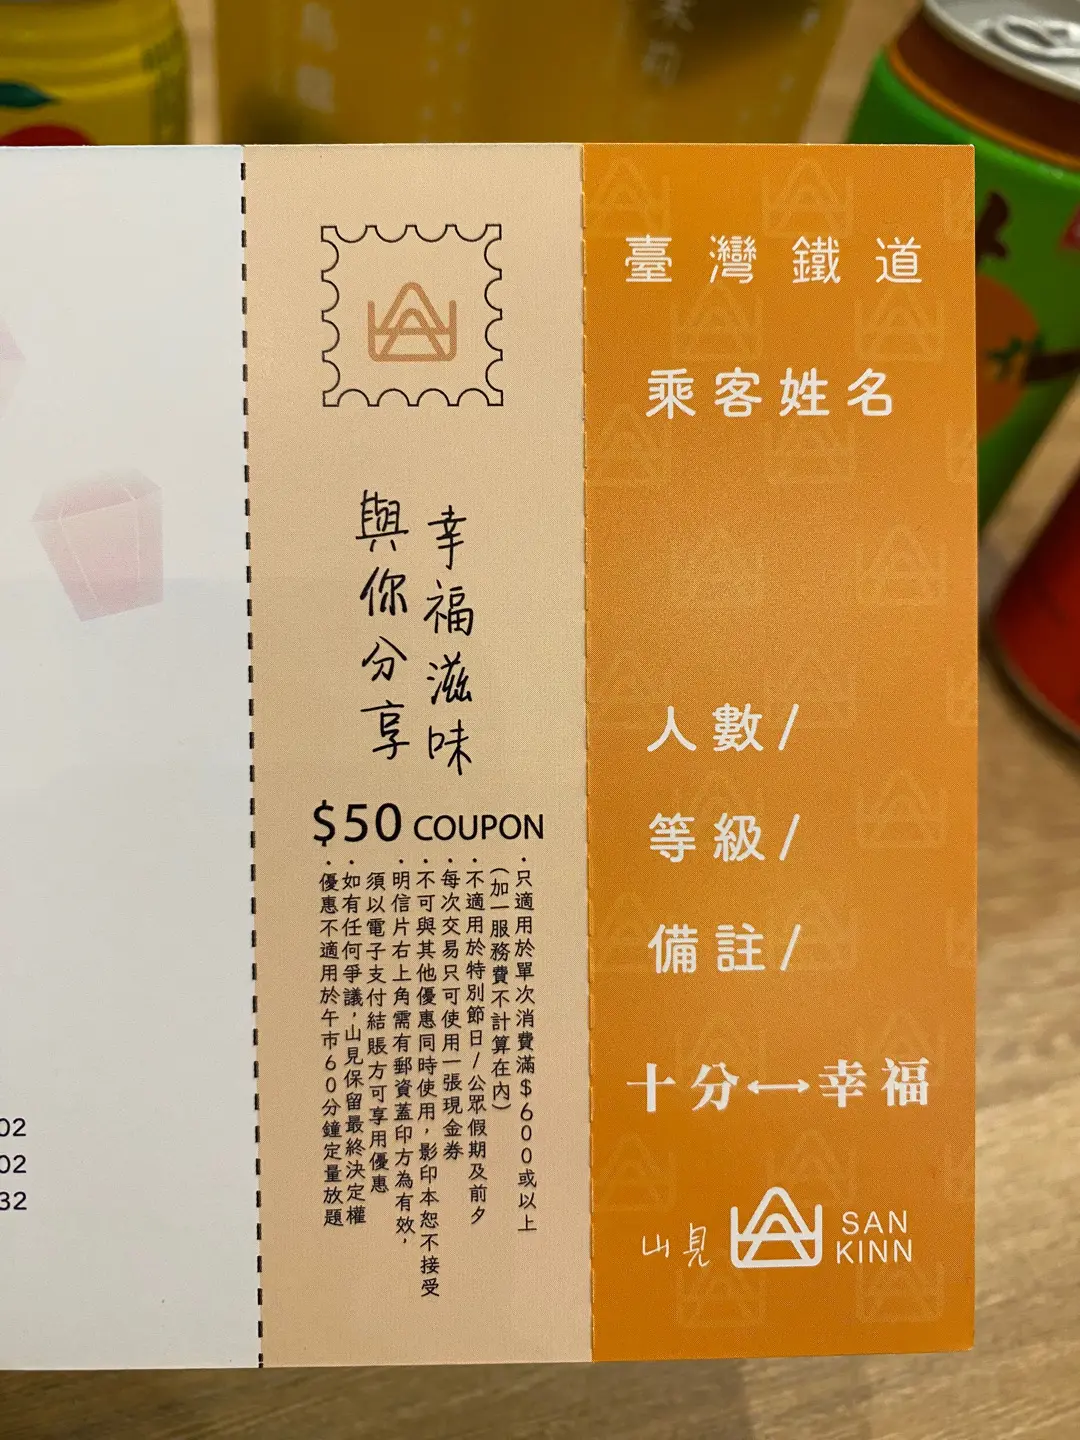 烏龍
茉莉
02
02
32
幸福滋味
與你分享
$50 COUPON
・只適用於單次消費滿$600或以上
(加一服務費不計算在內)
・不適用於特別節日/公眾假期及前夕
・每次交易只可使用一張現金券
・不可與其他優惠同時使用，影印本恕不接受
・明信片右上角需有郵資蓋印方為有效，
須以電子支付結賬方可享用優惠
・如有任何爭議，山見保留最終決定權
・優惠不適用於午市60分鐘定量放題
臺灣鐵道
乘客姓名
人數/
等級/
備註/
十分↔幸福
山見 SAN
KINN